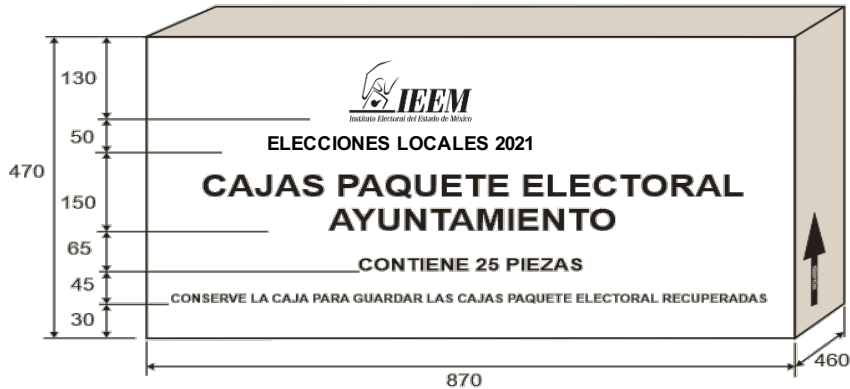 IEEM
Instituto Electoral del Estado de México
ELECCIONES LOCALES 2021
CAJAS PAQUETE ELECTORAL
AYUNTAMIENTO
CONTIENE 25 PIEZAS
CONSERVE LA CAJA PARA GUARDAR LAS CAJAS PAQUETE ELECTORAL RECUPERADAS
470
130
50
150
65
45
30
870
460